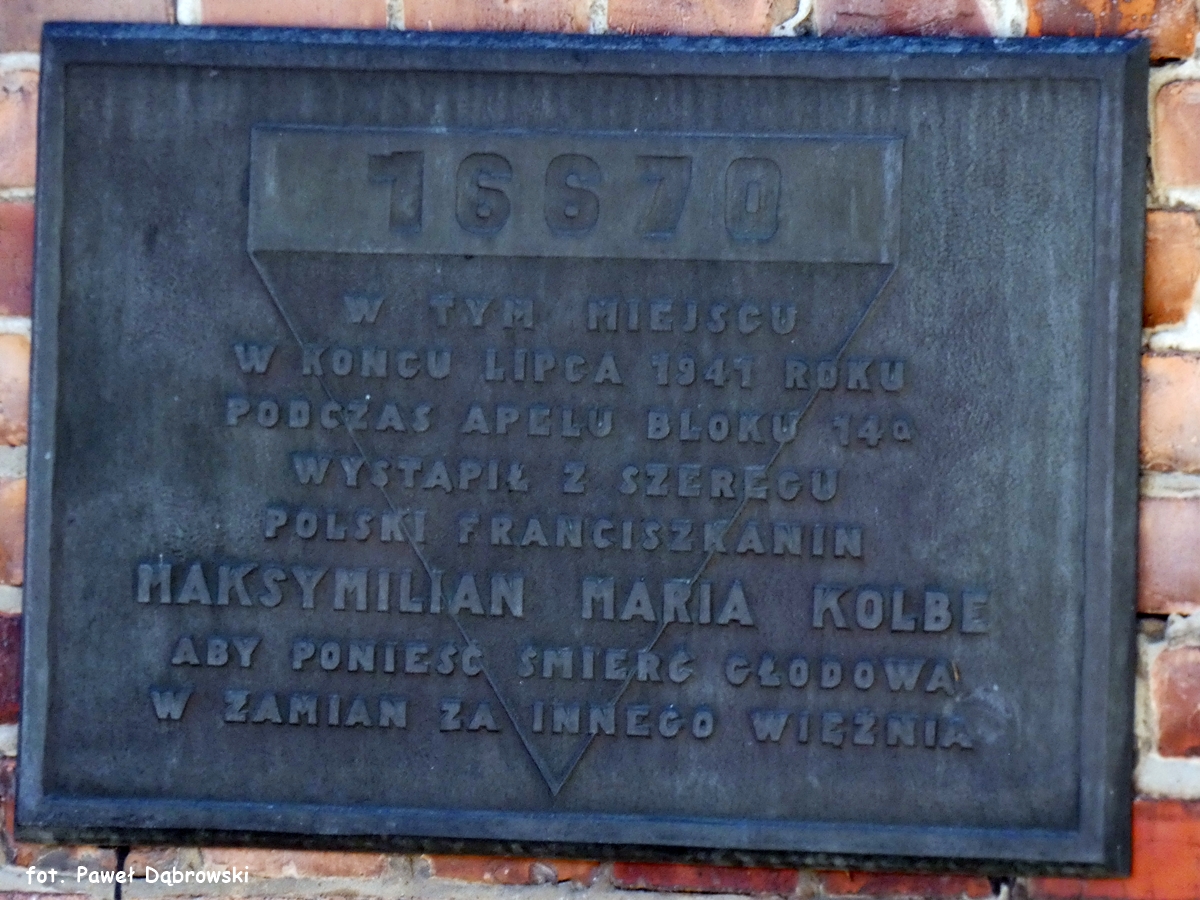 16670
W TYM MIEJSCU
W KOŃCU LIPCA 1941 ROKU
PODCZAS APELU BLOKU 14a
WYSTĄPIŁ Z SZEREGU
POLSKI FRANCISZKANIN
MAKSYMILIAN MARIA KOLBE
ABY PONIEŚĆ ŚMIERĆ GŁODOWĄ
W ZAMIAN ZA INNEGO WIĘŹNIA
fot. Paweł Dąbrowski